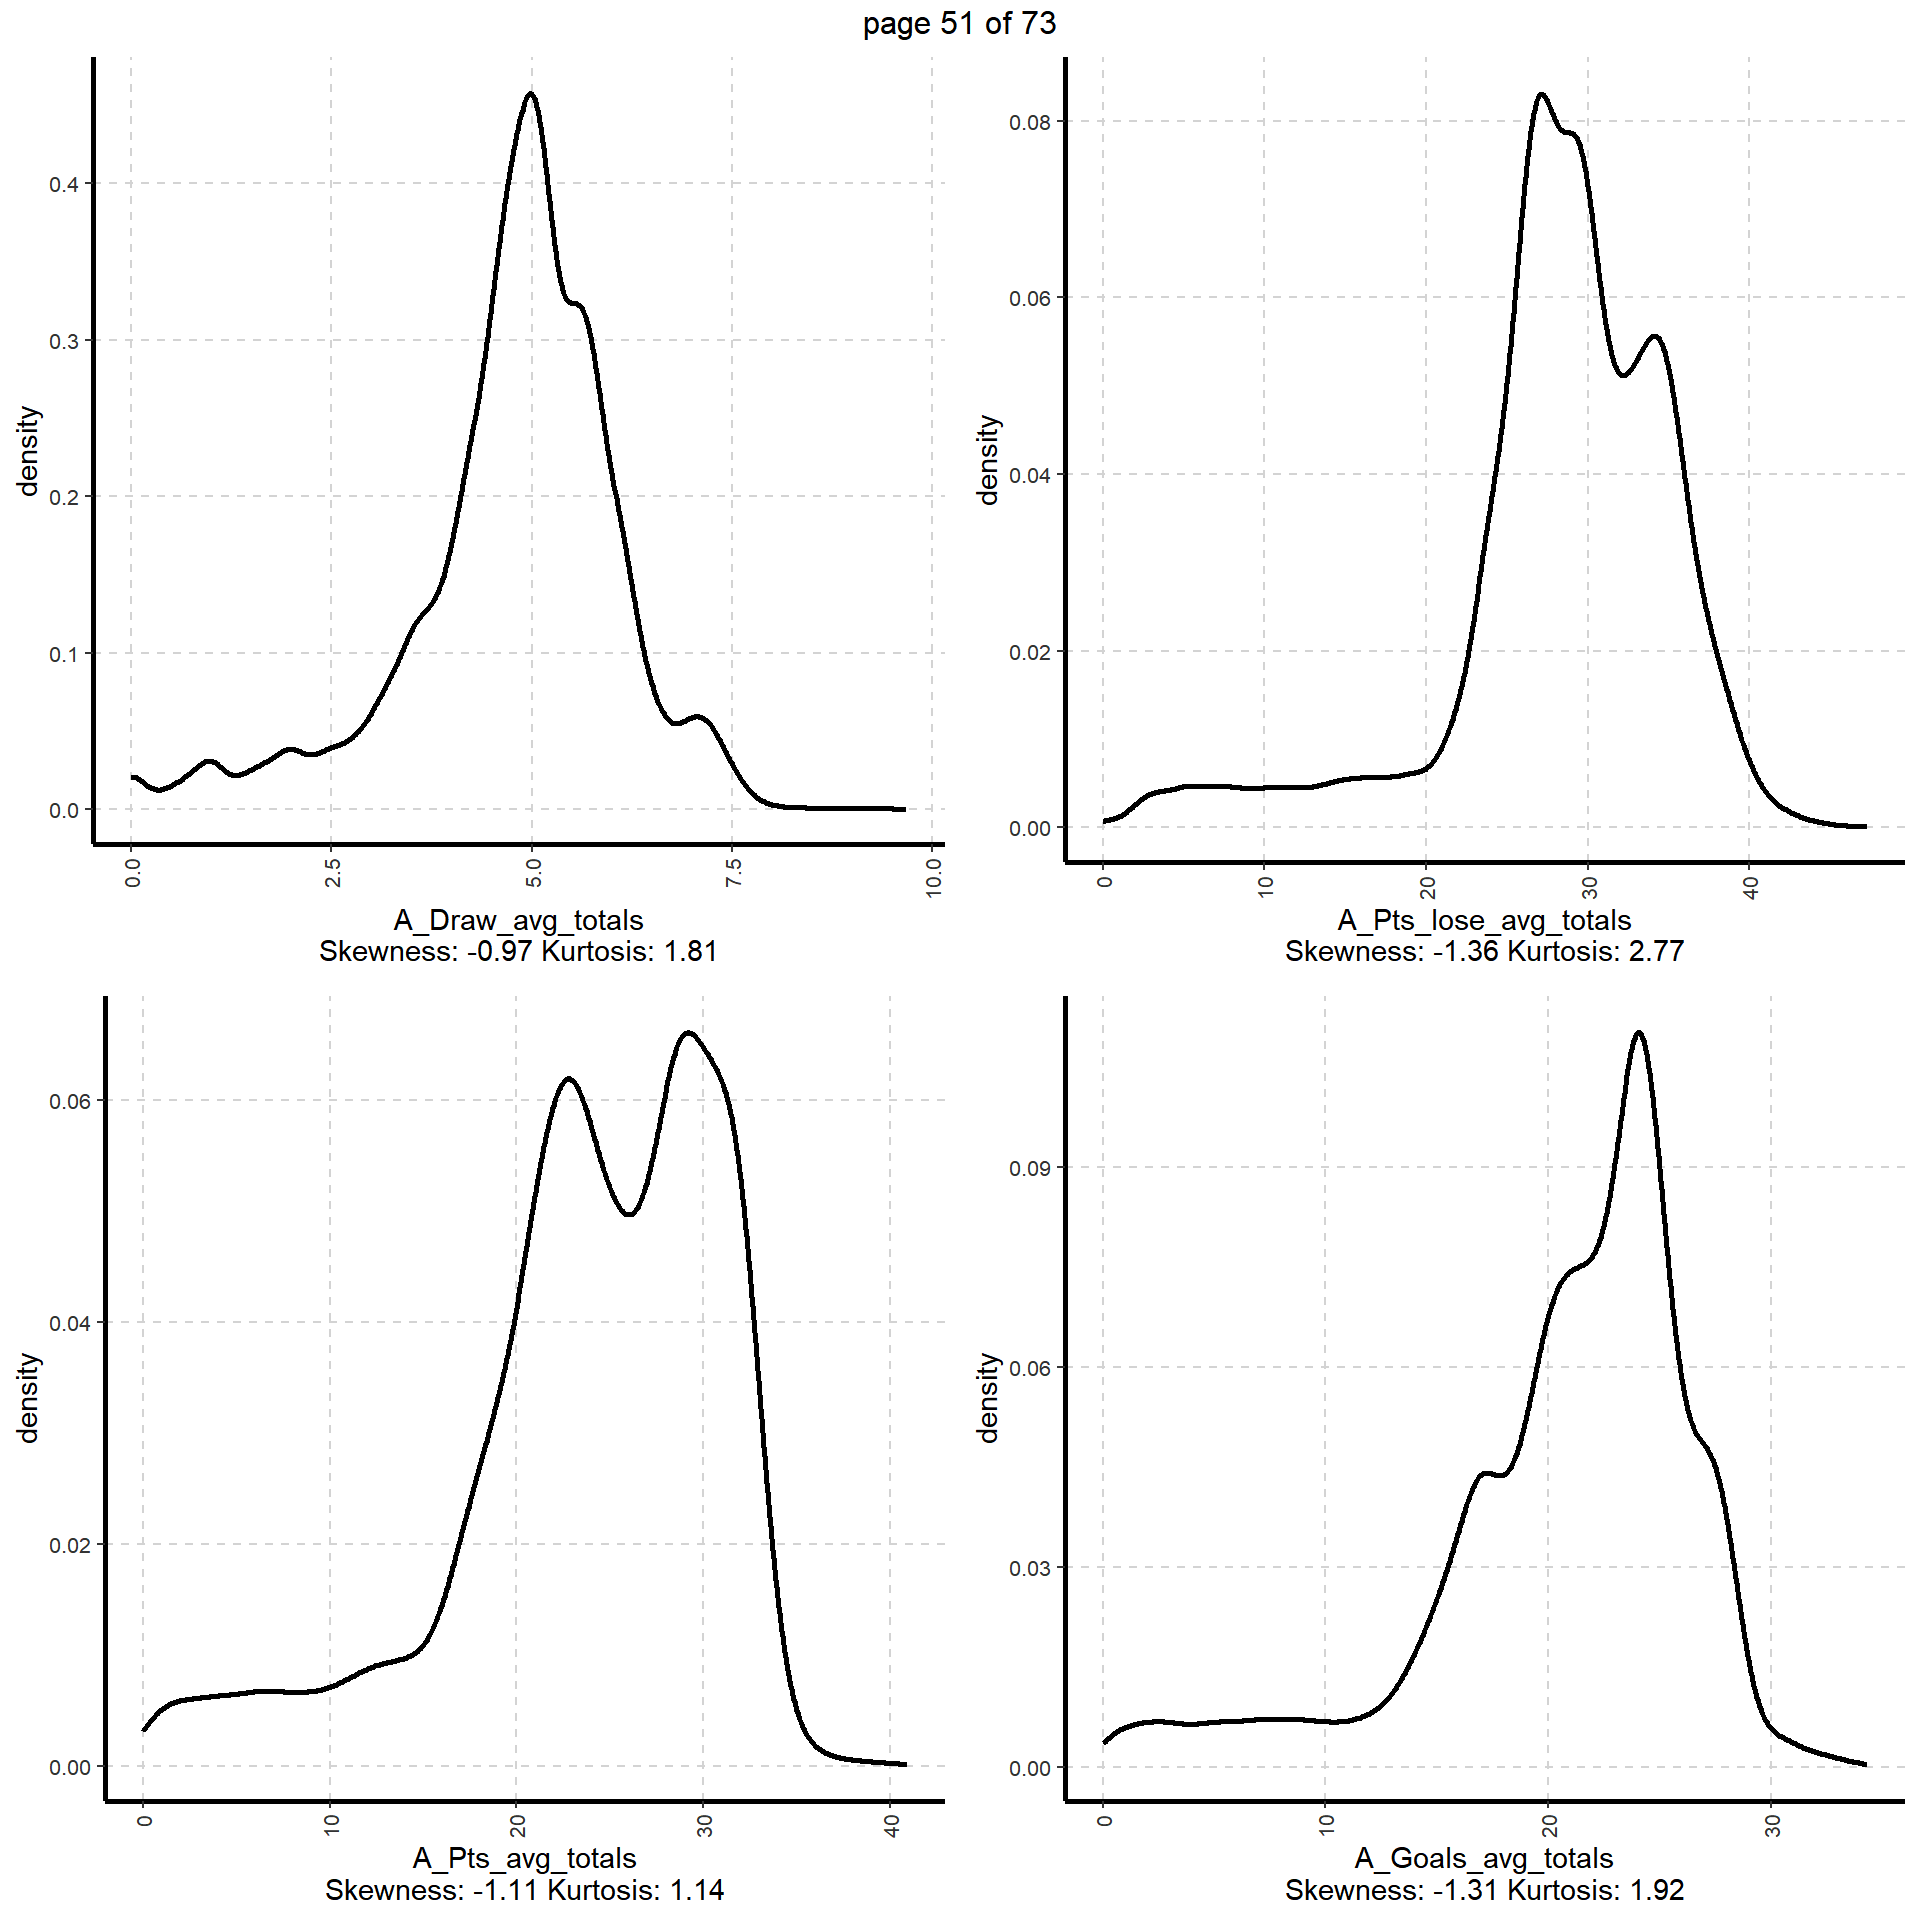 page 51 of 73
density
0.4
0.3
0.2
0.1
0.0
0.0
2.5
5.0
7.5
10.0
A_Draw_avg_totals
Skewness: -0.97 Kurtosis: 1.81
density
0.08
0.06
0.04
0.02
0.00
0
10
20
30
40
A_Pts_lose_avg_totals
Skewness: -1.36 Kurtosis: 2.77
density
0.06
0.04
0.02
0.00
0
10
20
30
40
A_Pts_avg_totals
Skewness: -1.11 Kurtosis: 1.14
density
0.09
0.06
0.03
0.00
0
10
20
30
A_Goals_avg_totals
Skewness: -1.31 Kurtosis: 1.92